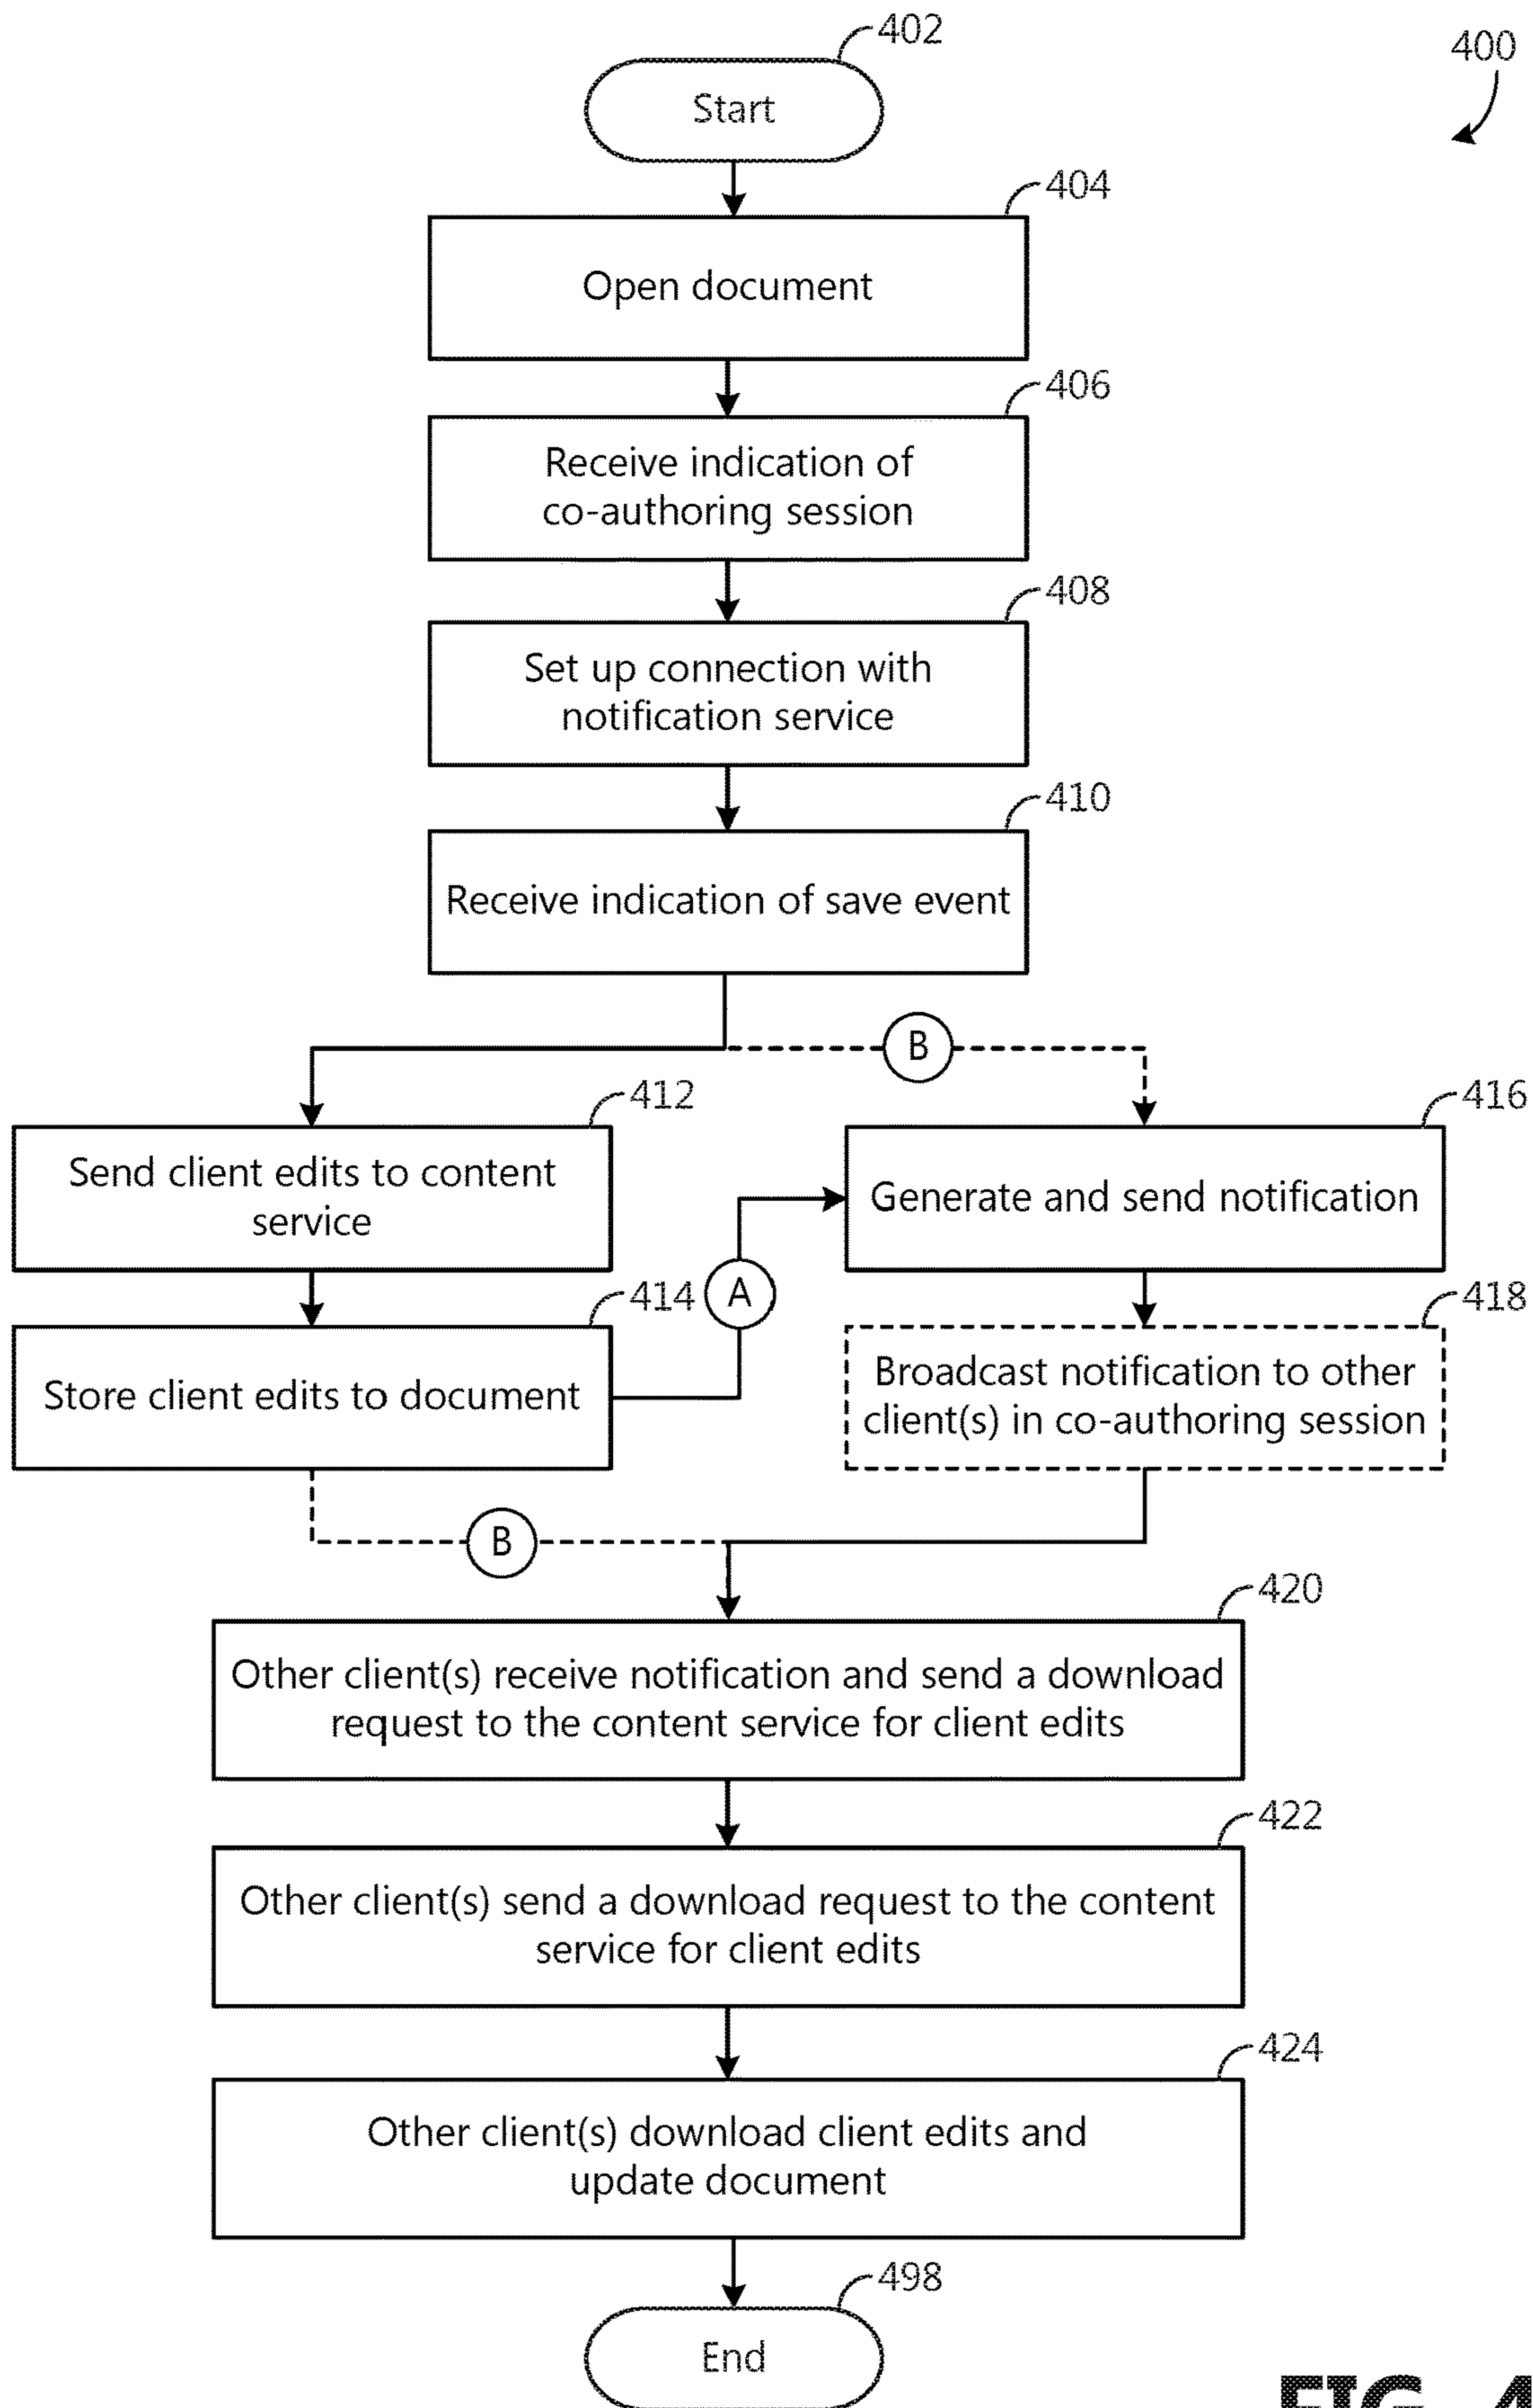 402
400
Start
404
Open document
406
Receive indication of
co-authoring session
408
Set up connection with
notification service
410
Receive indication of save event
B
412
416
Send client edits to content
service
Generate and send notification
A
414
418
Store client edits to document
Broadcast notification to other
client(s) in co-authoring session
B
420
Other client(s) receive notification and send a download
request to the content service for client edits
422
Other client(s) send a download request to the content
service for client edits
424
Other client(s) download client edits and
update document
498
End
FIG. 4